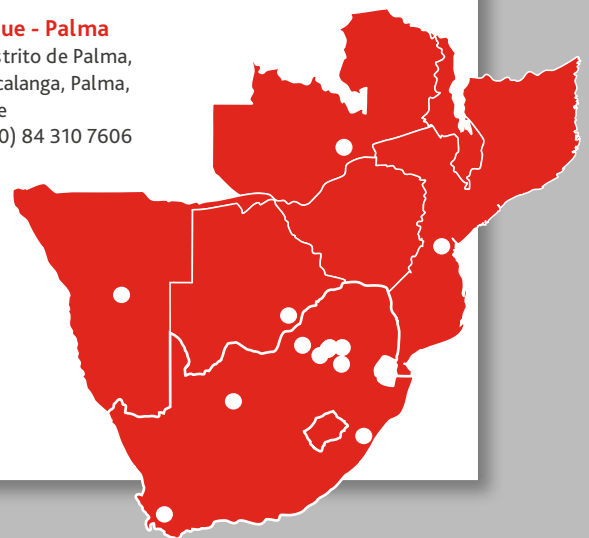 ue - Palma
strito de Palma,
calanga, Palma,
e
0) 84 310 7606